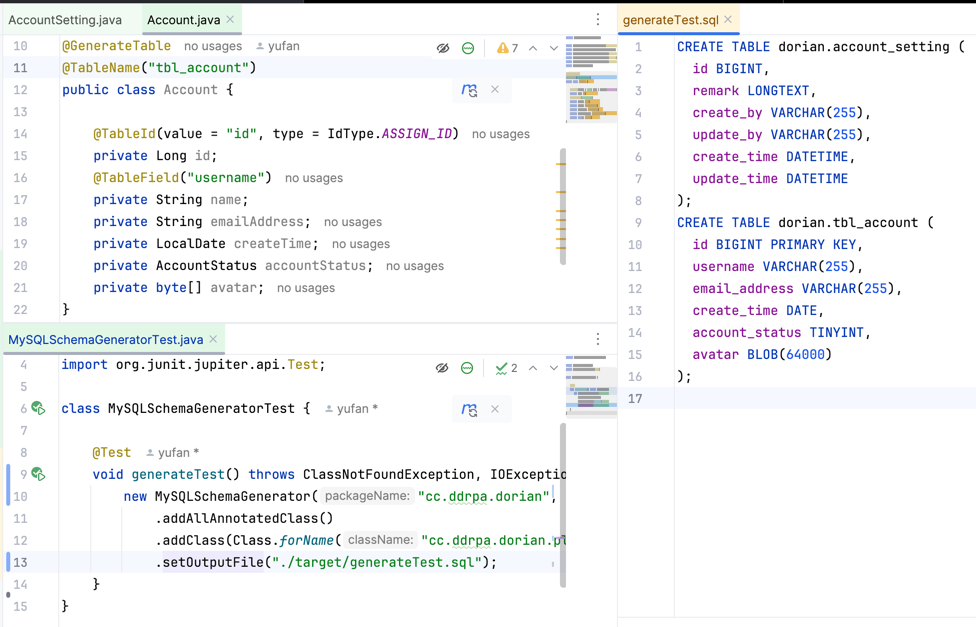 AccountSetting.java
Account.java
10 @GenerateTable no usages yufan
7
11 @TableName("tbl_account")
12 public class Account {
13
14 @TableId(value = "id", type = IdType.ASSIGN_ID) no usages
15 private Long id;
16 @TableField("username") no usages
17 private String name;
18 private String emailAddress; no usages
19 private LocalDate createTime; no usages
20 private AccountStatus accountStatus; no usages
21 private byte[] avatar; no usages
22 }
MySQLSchemaGeneratorTest.java
4 import org.junit.jupiter.api.Test;
2
5
6 class MySQLSchemaGeneratorTest { yufan *
7
8 @Test yufan *
9 void generateTest() throws ClassNotFoundException, IOExceptio
10 new MySQLSchemaGenerator( packageName: "cc.ddrpa.dorian",
11 .addAllAnnotatedClass()
12 .addClass(Class.forName( className: "cc.ddrpa.dorian.pl
13 .setOutputFile("./target/generateTest.sql");
14 }
15 }
generateTest.sql
1 CREATE TABLE dorian.account_setting (
2 id BIGINT,
3 remark LONGTEXT,
4 create_by VARCHAR(255),
5 update_by VARCHAR(255),
6 create_time DATETIME,
7 update_time DATETIME
8 );
9 CREATE TABLE dorian.tbl_account (
10 id BIGINT PRIMARY KEY,
11 username VARCHAR(255),
12 email_address VARCHAR(255),
13 create_time DATE,
14 account_status TINYINT,
15 avatar BLOB(64000)
16 );
17